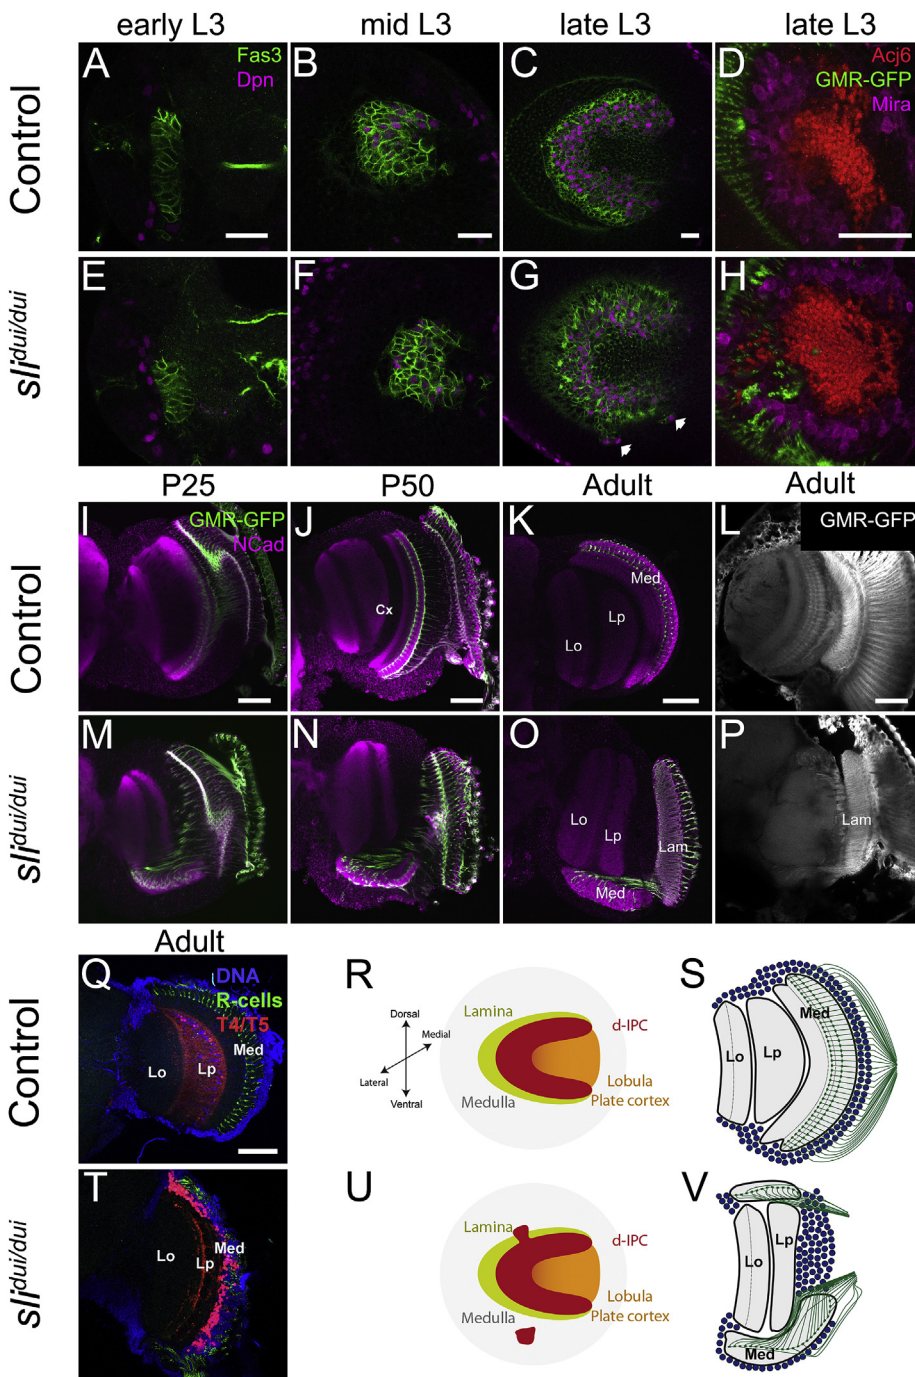 early L3 mid L3 late L3 late L3
Control
A Fas3 Dpn
B
C
D Acj6 GMR-GFP Mira
sli dui/dui
E
F
G
H
P25 P50 Adult Adult
Control
I GMR-GFP NCad
J Cx
K Med Lp Lo
L GMR-GFP
sli dui/dui
M
N
O Lo Lp Lam Med
P Lam
Adult
Control
Q DNA R-cells T4/T5 Med Lo Lp
R
Dorsal
Medial
Lateral
Ventral
Lamina
d-IPC
Medulla
Lobula
Plate cortex
S Med Lo Lp
sli dui/dui
T Lo Med Lp
U
Lamina
d-IPC
Medulla
Lobula
Plate cortex
V Lo Lp Med